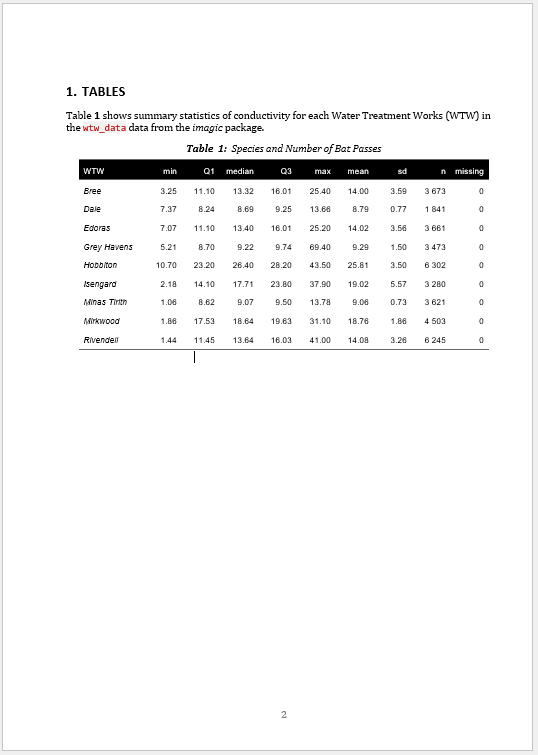 1. TABLES
Table 1 shows summary statistics of conductivity for each Water Treatment Works (WTW) in
the wtw_data data from the imagic package.
Table 1: Species and Number of Bat Passes
WTW min Q1 median Q3 max mean sd n missing
Bree 3.25 11.10 13.32 16.01 25.40 14.00 3.59 3 673 0
Dale 7.37 8.24 8.69 9.25 13.66 8.79 0.77 1 841 0
Edoras 7.07 11.10 13.40 16.01 25.20 14.02 3.56 3 661 0
Grey Havens 5.21 8.70 9.22 9.74 69.40 9.29 1.50 3 473 0
Hobbiton 10.70 23.20 26.40 28.20 43.50 25.81 3.50 6 302 0
Isengard 2.18 14.10 17.71 23.80 37.90 19.02 5.57 3 280 0
Minas Tirith 1.06 8.62 9.07 9.50 13.78 9.06 0.73 3 621 0
Mirkwood 1.86 17.53 18.64 19.63 31.10 18.76 1.86 4 503 0
Rivendell 1.44 11.45 13.64 16.03 41.00 14.08 3.26 6 245 0
2